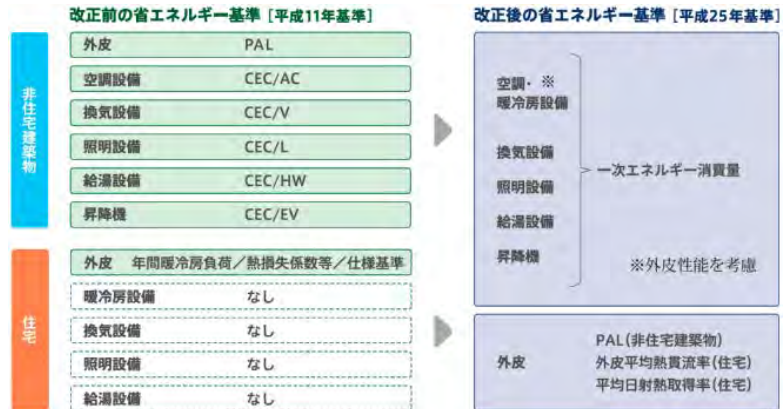 改正前の省エネルギー基準 [平成11年基準]
非住宅建築物
外皮 PAL
空調設備 CEC/AC
換気設備 CEC/V
照明設備 CEC/L
給湯設備 CEC/HW
昇降機 CEC/EV
住宅
外皮 年間暖冷房負荷/熱損失係数等/仕様基準
暖冷房設備 なし
換気設備 なし
照明設備 なし
給湯設備 なし
改正後の省エネルギー基準 [平成25年基準]
空調・※
暖冷房設備
換気設備
照明設備
給湯設備
昇降機
一次エネルギー消費量
※外皮性能を考慮
外皮
PAL(非住宅建築物)
外皮平均熱貫流率(住宅)
平均日射熱取得率(住宅)